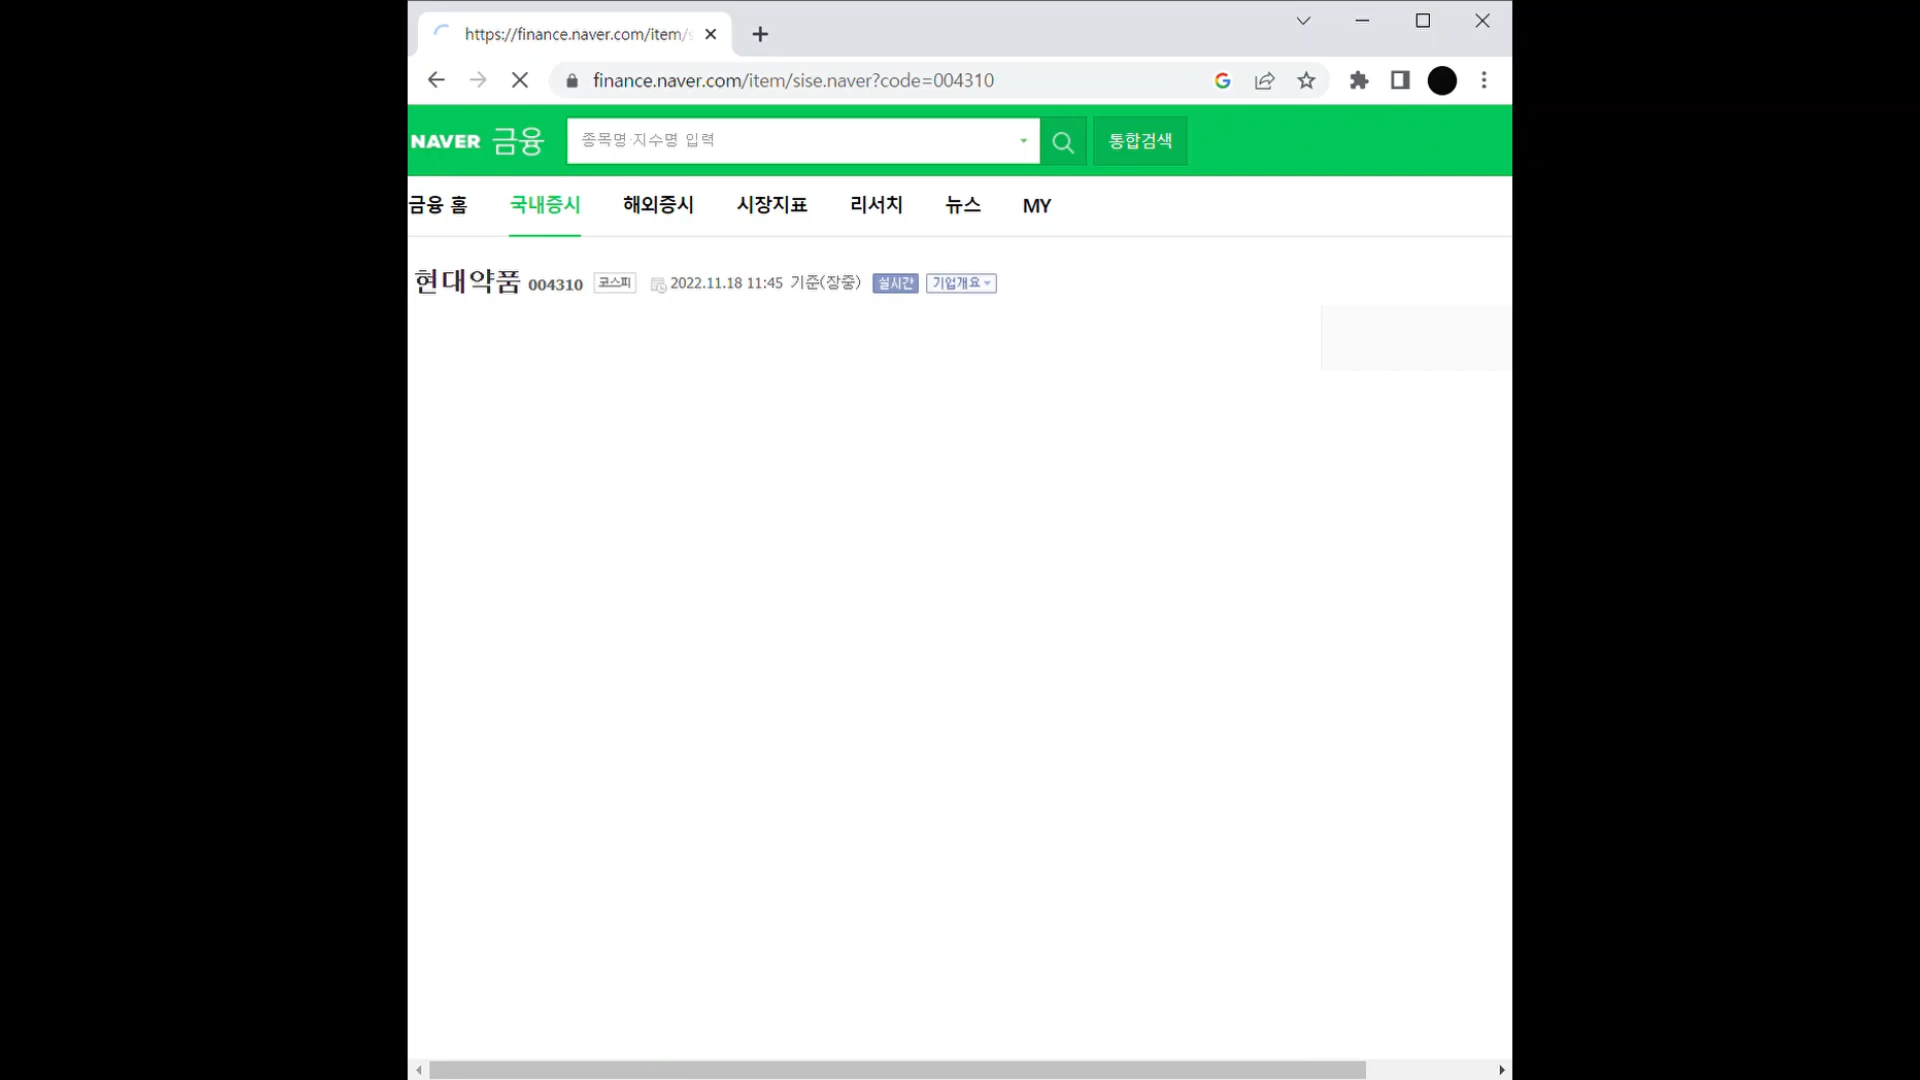 https://finance.naver.com/item/s
finance.naver.com/item/sise.naver?code=004310
NAVER 금융 종목명·지수명 입력 통합검색
금융 홈 국내증시 해외증시 시장지표 리서치 뉴스 MY
현대약품 004310 코스피 2022.11.18 11:45 기준(장중) 실시간 기업개요